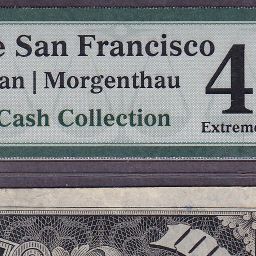 e San Francisco
an | Morgenthau
4
Cash Collection
Extreme